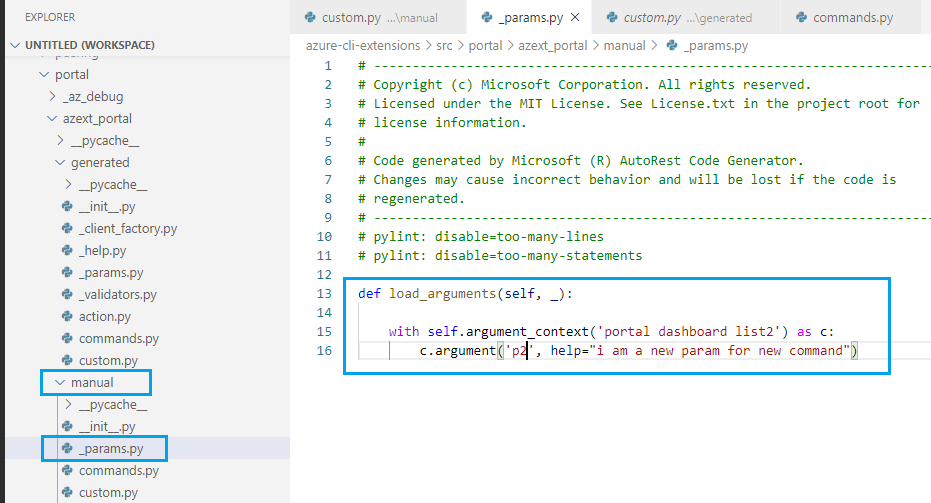 EXPLORER
UNTITLED (WORKSPACE)
portal
_az_debug
azext_portal
__pycache__
generated
__pycache__
__init__.py
_client_factory.py
_help.py
_params.py
_validators.py
action.py
commands.py
custom.py
manual
__pycache__
__init__.py
_params.py
commands.py
custom.py
custom.py ...\manual
_params.py
custom.py ...\generated
commands.py
azure-cli-extensions > src > portal > azext_portal > manual > _params.py
1 # --------------------------------------------------------------------------
2 # Copyright (c) Microsoft Corporation. All rights reserved.
3 # Licensed under the MIT License. See License.txt in the project root for
4 # license information.
5 #
6 # Code generated by Microsoft (R) AutoRest Code Generator.
7 # Changes may cause incorrect behavior and will be lost if the code is
8 # regenerated.
9 # --------------------------------------------------------------------------
10 # pylint: disable=too-many-lines
11 # pylint: disable=too-many-statements
12
13 def load_arguments(self, _):
14
15 with self.argument_context('portal dashboard list2') as c:
16 c.argument('p2', help="i am a new param for new command")